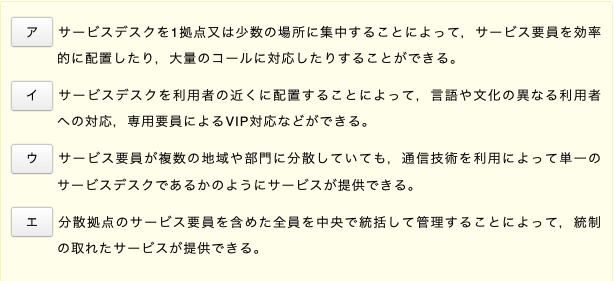 ア サービスデスクを1拠点又は少数の場所に集中することによって，サービス要員を効率
的に配置したり，大量のコールに対応したりすることができる。
イ サービスデスクを利用者の近くに配置することによって，言語や文化の異なる利用者
への対応，専用要員によるVIP対応などができる。
ウ サービス要員が複数の地域や部門に分散していても，通信技術を利用によって単一の
サービスデスクであるかのようにサービスが提供できる。
エ 分散拠点のサービス要員を含めた全員を中央で統括して管理することによって，統制
の取れたサービスが提供できる。